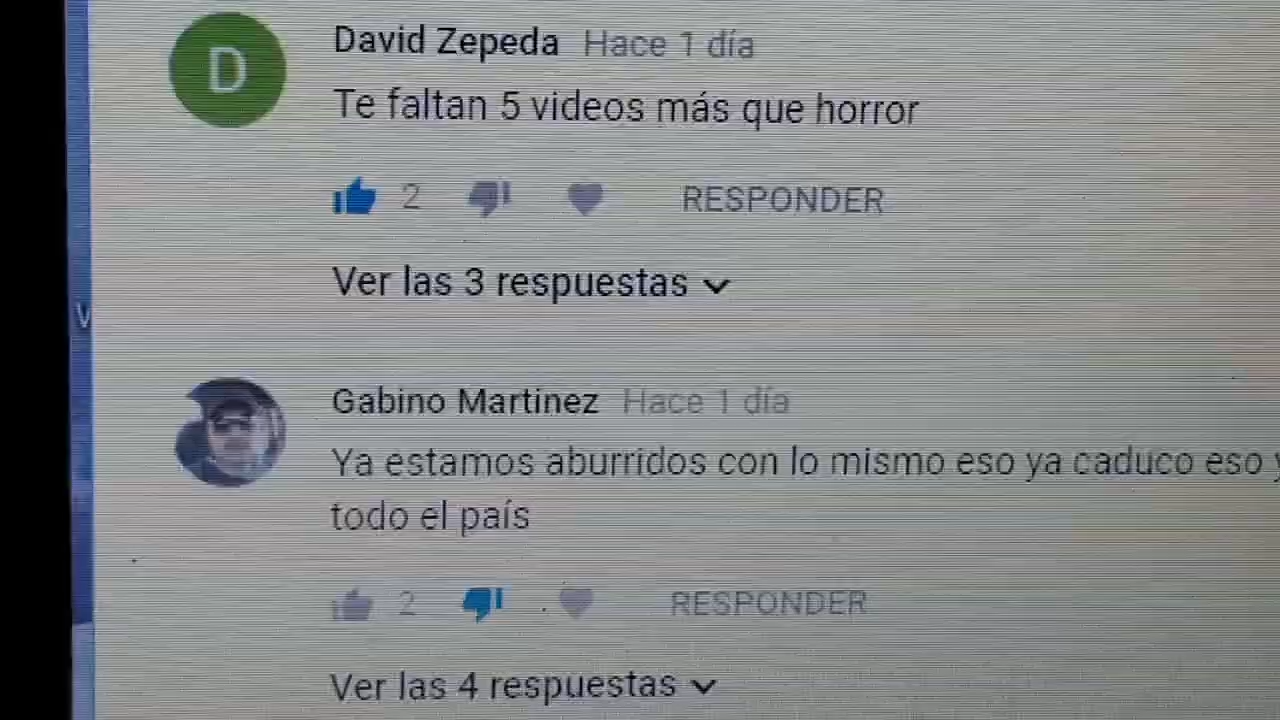 D
David Zepeda Hace 1 día
Te faltan 5 videos más que horror
2 RESPONDER
Ver las 3 respuestas
V
Gabino Martinez Hace 1 día
Ya estamos aburridos con lo mismo eso ya caduco eso
todo el país
2 RESPONDER
Ver las 4 respuestas